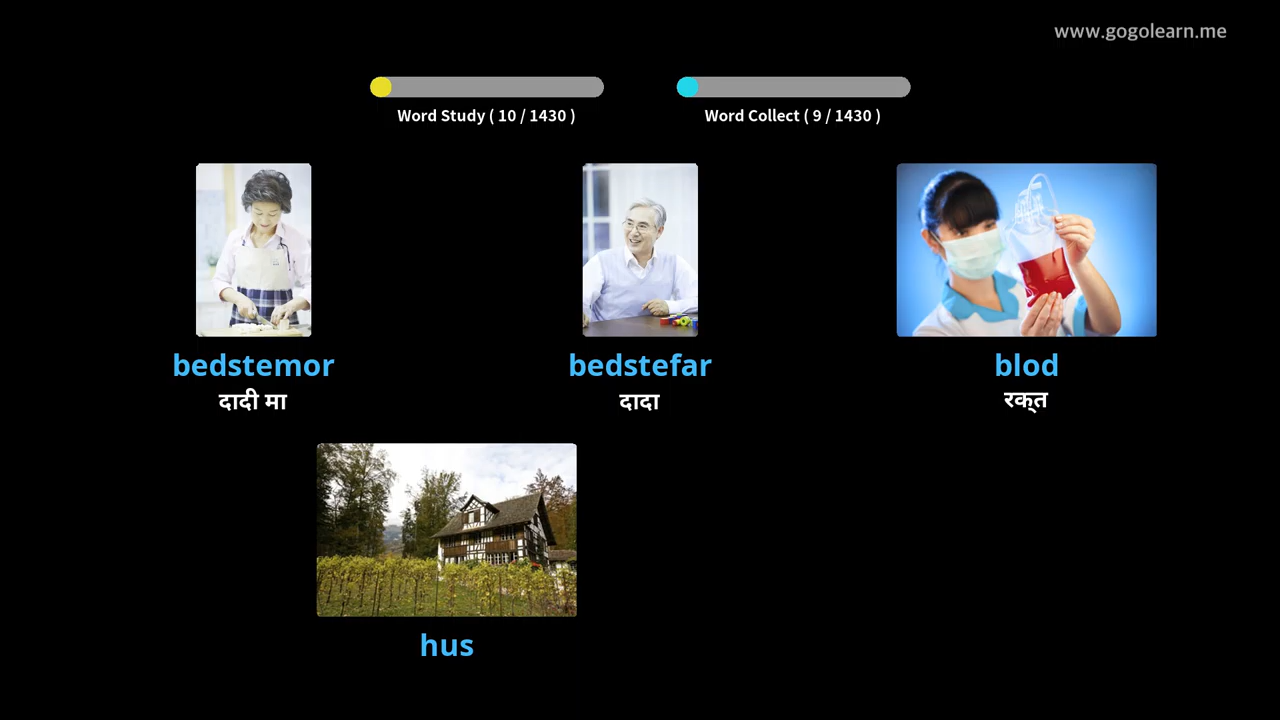 www.gogolearn.me
Word Study ( 10 / 1430 )
Word Collect ( 9 / 1430 )
bedstemor
दादी मा
bedstefar
दादा
blod
रक्त
hus